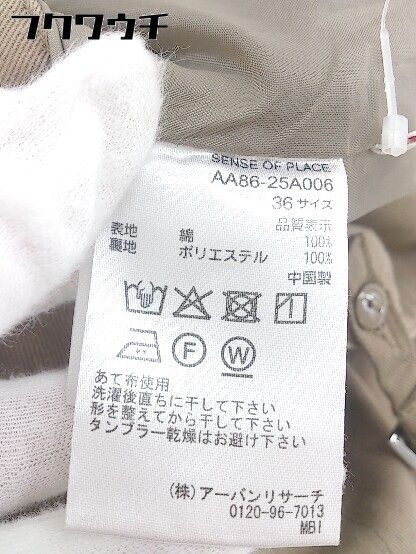 フクワウチ
SENSE OF PLACE
AA86-25A006
36サイズ
品質表示
表地 綿 100%
裏地 ポリエステル 100%
中国製
F W
あて布使用
洗濯後直ちに干して下さい
形を整えてから干して下さい
タンブラー乾燥はお避け下さい
(株)アーバンリサーチ
0120-96-7013
MBI